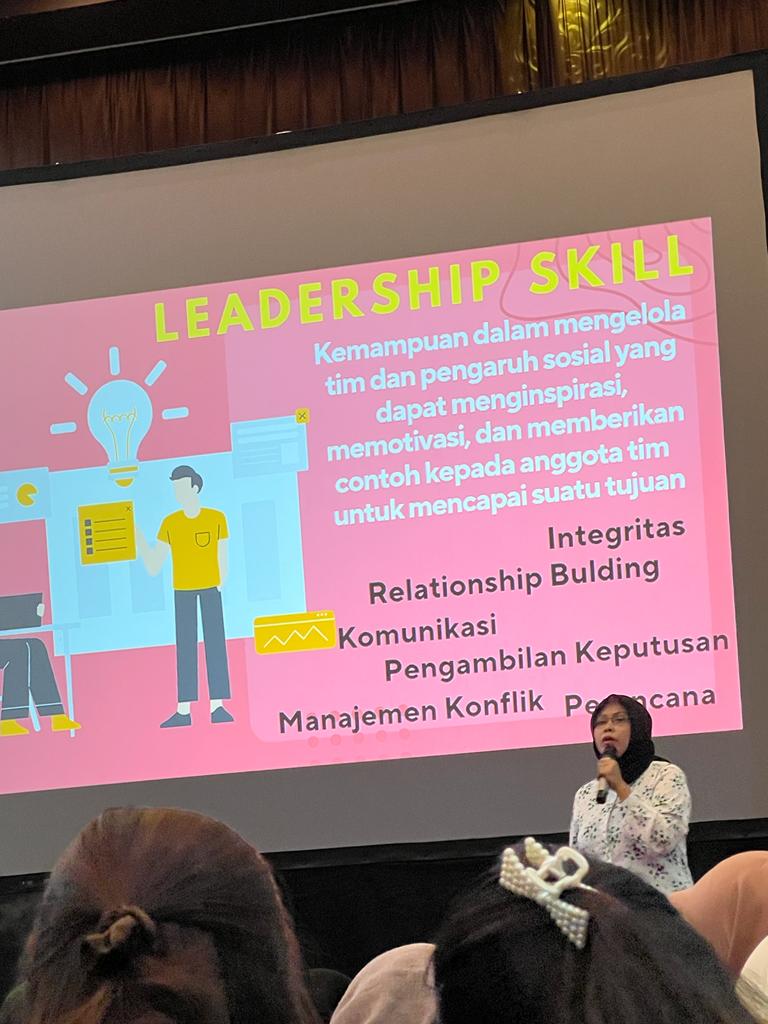 LEADERSHIP SKILL
Kemampuan dalam mengelola
tim dan pengaruh sosial yang
dapat menginspirasi,
memotivasi, dan memberikan
contoh kepada anggota tim
untuk mencapai suatu tujuan
Integritas
Relationship Bulding
Komunikasi
Pengambilan Keputusan
Manajemen Konflik